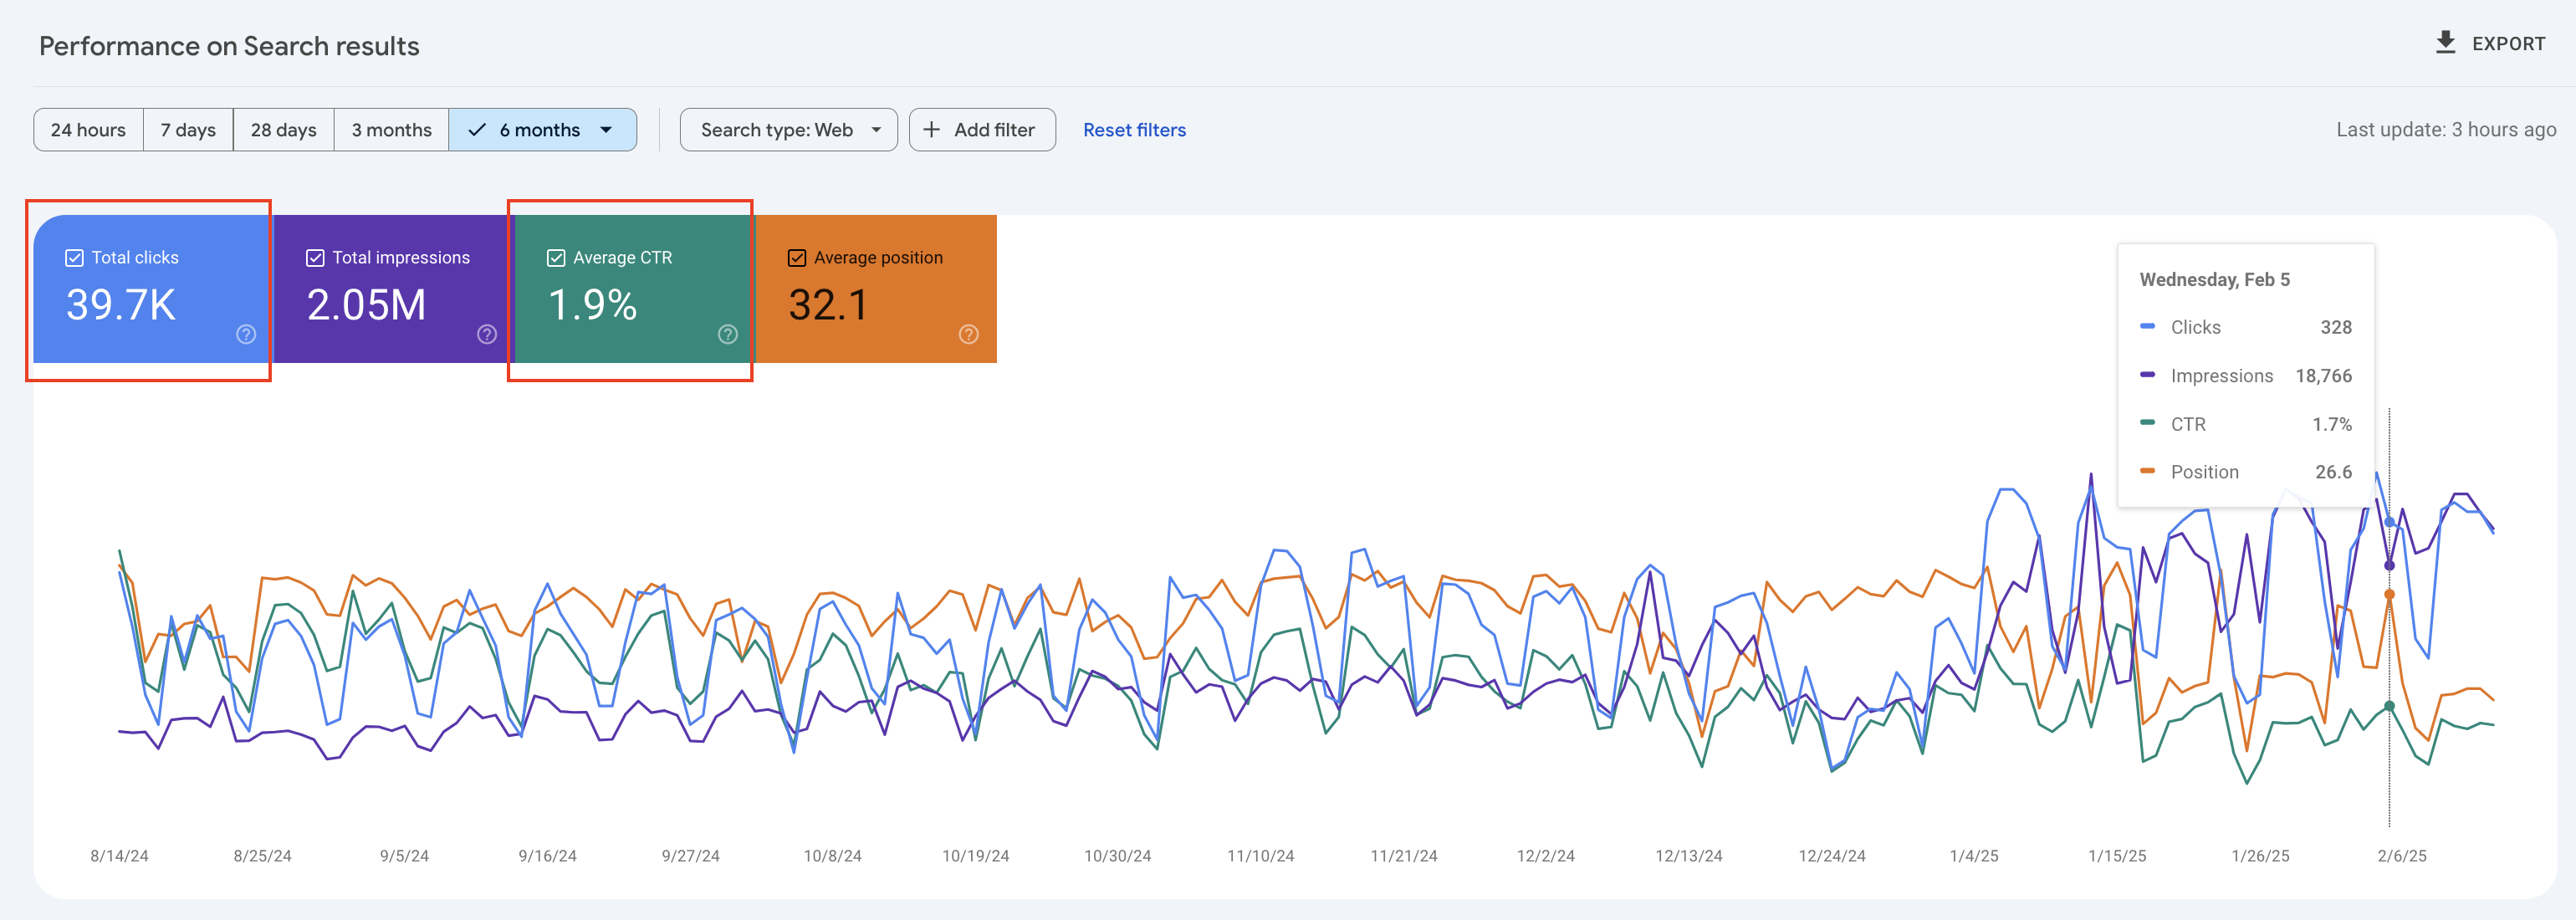 Performance on Search results
EXPORT
24 hours
7 days
28 days
3 months
6 months
Search type: Web
Add filter
Reset filters
Last update: 3 hours ago
Total clicks
39.7K
Total impressions
2.05M
Average CTR
1.9%
Average position
32.1
Wednesday, Feb 5
Clicks 328
Impressions 18,766
CTR 1.7%
Position 26.6
8/14/24 8/25/24 9/5/24 9/16/24 9/27/24 10/8/24 10/19/24 10/30/24 11/10/24 11/21/24 12/2/24 12/13/24 12/24/24 1/4/25 1/15/25 1/26/25 2/6/25